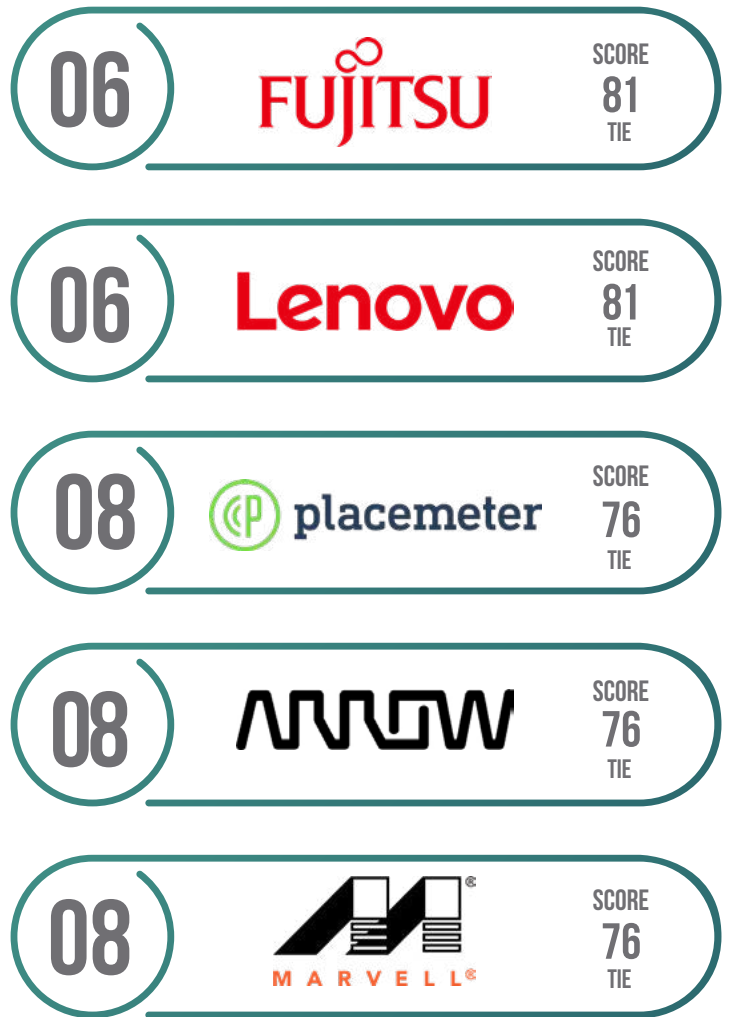 06
FUJITSU
SCORE
81
TIE
06
Lenovo
SCORE
81
TIE
08
placemeter
SCORE
76
TIE
08
ARROW
SCORE
76
TIE
08
MARVELL®
SCORE
76
TIE